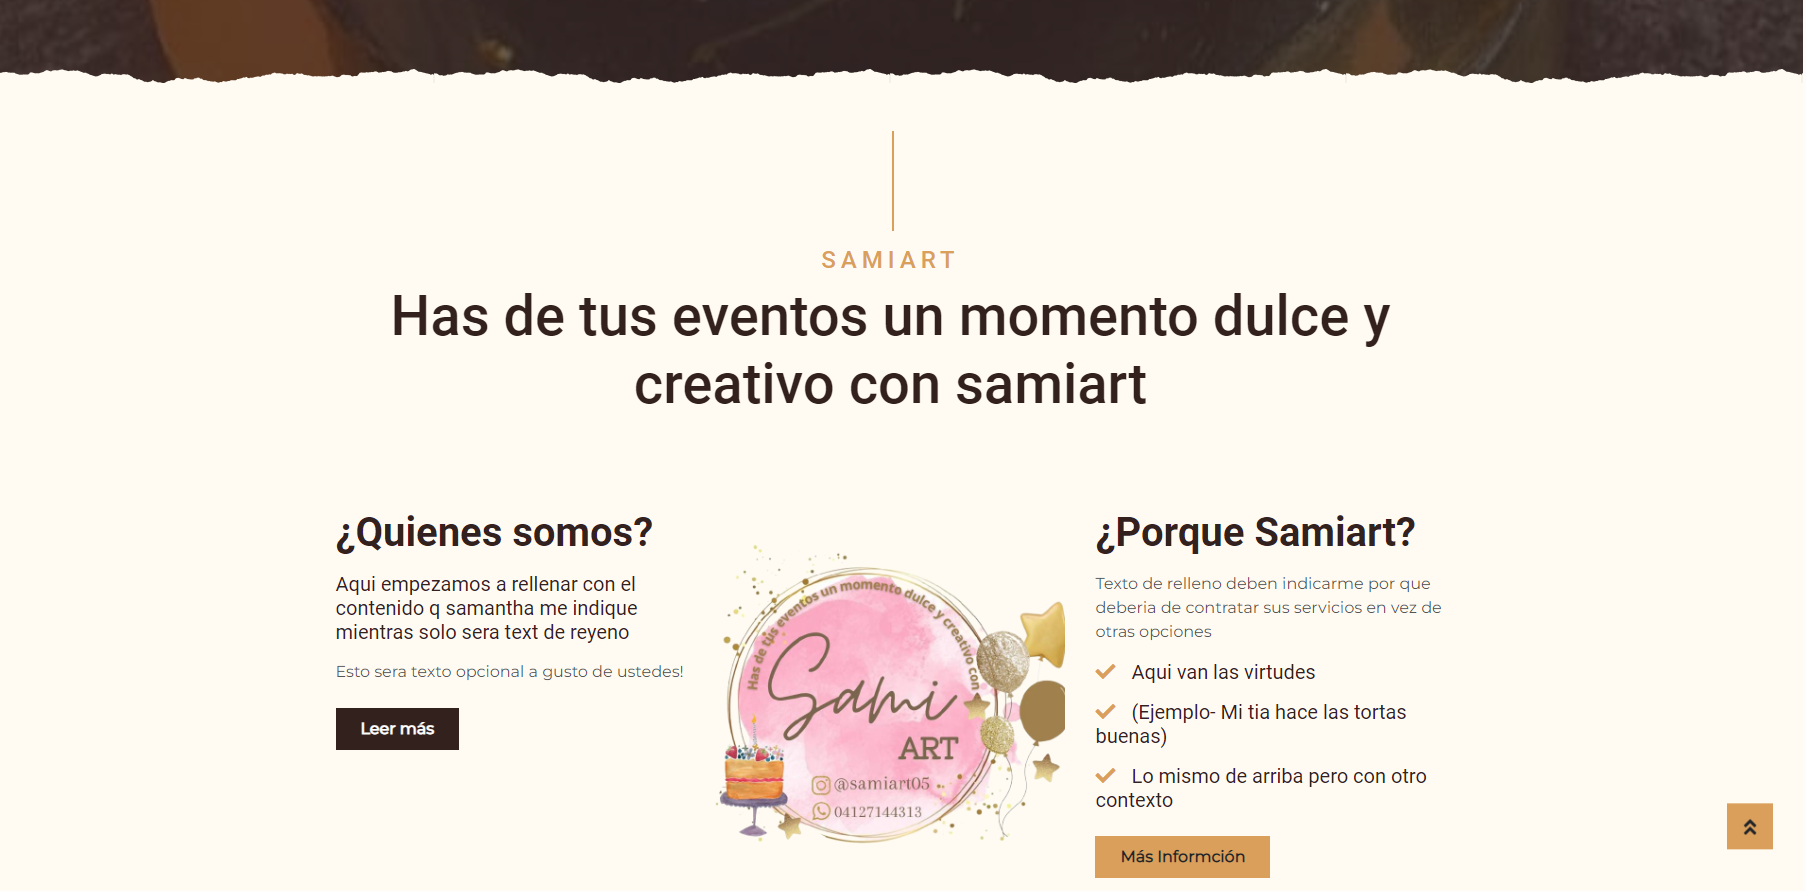 SAMIART
Has de tus eventos un momento dulce y
creativo con samiart
¿Quienes somos?
Aqui empezamos a rellenar con el
contenido q samantha me indique
mientras solo sera text de reyeno
Esto sera texto opcional a gusto de ustedes!
Leer más
Has de tus eventos un momento dulce y creativo con
Sami
ART
@samiart05
04127144313
¿Porque Samiart?
Texto de relleno deben indicarme por que
deberia de contratar sus servicios en vez de
otras opciones
Aqui van las virtudes
(Ejemplo- Mi tia hace las tortas
buenas)
Lo mismo de arriba pero con otro
contexto
Más Informción